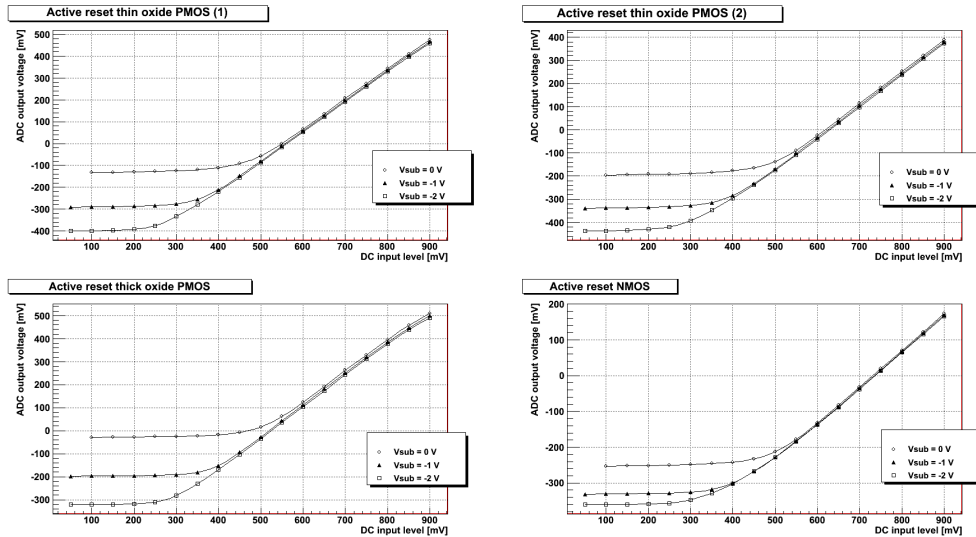 Active reset thin oxide PMOS (1)
ADC output voltage [mV]
500
400
300
200
100
0
-100
-200
-300
-400
Vsub = 0 V
Vsub = -1 V
Vsub = -2 V
100 200 300 400 500 600 700 800 900
DC input level [mV]
Active reset thin oxide PMOS (2)
ADC output voltage [mV]
400
300
200
100
0
-100
-200
-300
-400
Vsub = 0 V
Vsub = -1 V
Vsub = -2 V
100 200 300 400 500 600 700 800 900
DC input level [mV]
Active reset thick oxide PMOS
ADC output voltage [mV]
500
400
300
200
100
0
-100
-200
-300
Vsub = 0 V
Vsub = -1 V
Vsub = -2 V
100 200 300 400 500 600 700 800 900
DC input level [mV]
Active reset NMOS
ADC output voltage [mV]
200
100
0
-100
-200
-300
Vsub = 0 V
Vsub = -1 V
Vsub = -2 V
100 200 300 400 500 600 700 800 900
DC input level [mV]